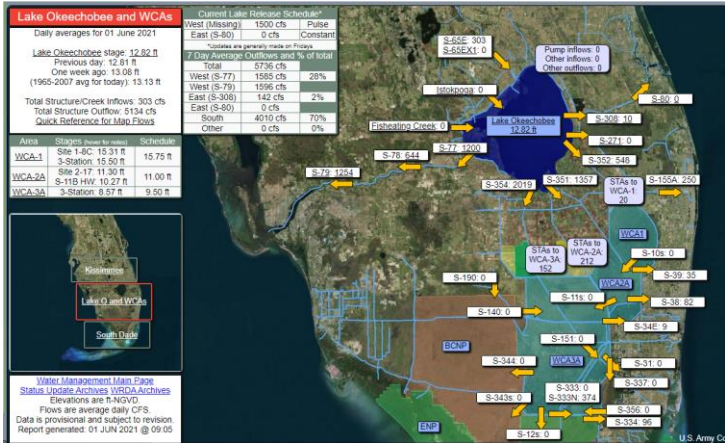 Lake Okeechobee and WCAs
Daily averages for 01 June 2021
Lake Okeechobee stage: 12.82 ft
Previous day: 12.81 ft
One week ago: 13.08 ft
(1965-2007 avg for today): 13.13 ft
Total Structure/Creek Inflows: 303 cfs
Total Structure Outflow: 5134 cfs
Quick Reference for Map Flows
Area Stages (hover for notes) Schedule
WCA-1 Site 1-8C: 15.31 ft 15.75 ft
3-Station: 15.50 ft
WCA-2A Site 2-17: 11.30 ft 11.00 ft
S-11B HW: 10.27 ft
WCA-3A 3-Station: 8.57 ft 9.50 ft
Current Lake Release Schedule*
West (Missing) 1500 cfs Pulse
East (S-80) 0 cfs Constant
*Updates are generally made on Fridays
7 Day Average Outflows and % of total
Total 5736 cfs
West (S-77) 1585 cfs 28%
West (S-79) 1596 cfs
East (S-308) 142 cfs 2%
East (S-80) 0 cfs
South 4010 cfs 70%
Other 0 cfs 0%
Kissimmee
Lake O and WCAs
South Dade
Water Management Main Page
Status Update Archives WRDA Archives
Elevations are ft-NGVD.
Flows are average daily CFS.
Data is provisional and subject to revision.
Report generated: 01 JUN 2021 @ 09:05
S-65E: 303
S-65EX1: 0
Pump inflows: 0
Other inflows: 0
Other outflows: 0
Istokpoga: 0
S-80: 0
Lake Okeechobee
12.82 ft
S-308: 10
Fisheating Creek: 0
S-271: 0
S-77: 1200
S-352: 548
S-78: 644
S-79: 1254
S-354: 2019
S-351: 1357
STAs to
WCA-1:
20
S-155A: 250
WCA1
STAs to
WCA-3A:
152
STAs to
WCA-2A:
212
S-10s: 0
S-39: 35
S-190: 0
WCA2A
S-11s: 0
S-38: 82
S-140: 0
S-34E: 9
S-151: 0
BCNP
WCA3A
S-31: 0
S-344: 0
S-337: 0
S-333: 0
S-333N: 374
S-343s: 0
S-356: 0
ENP
S-12s: 0
S-334: 96
U.S. Army Co